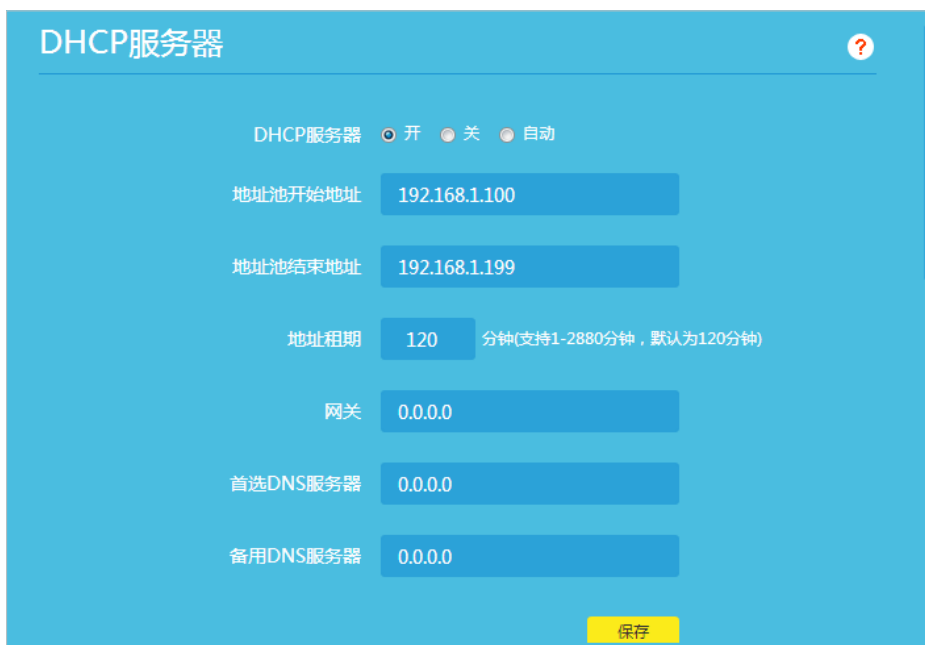 DHCP服务器
?
DHCP服务器 开 关 自动
地址池开始地址 192.168.1.100
地址池结束地址 192.168.1.199
地址租期 120 分钟(支持1-2880分钟，默认为120分钟)
网关 0.0.0.0
首选DNS服务器 0.0.0.0
备用DNS服务器 0.0.0.0
保存